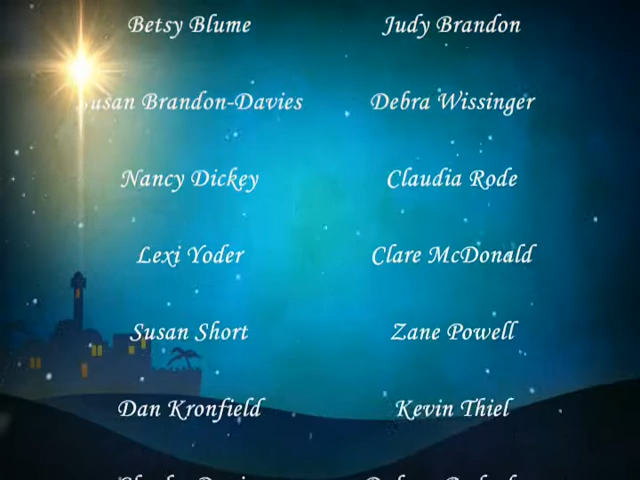 Betsy Blume Judy Brandon
Susan Brandon-Davies Debra Wissinger
Nancy Dickey Claudia Rode
Lexi Yoder Clare McDonald
Susan Short Zane Powell
Dan Kronfield Kevin Thiel